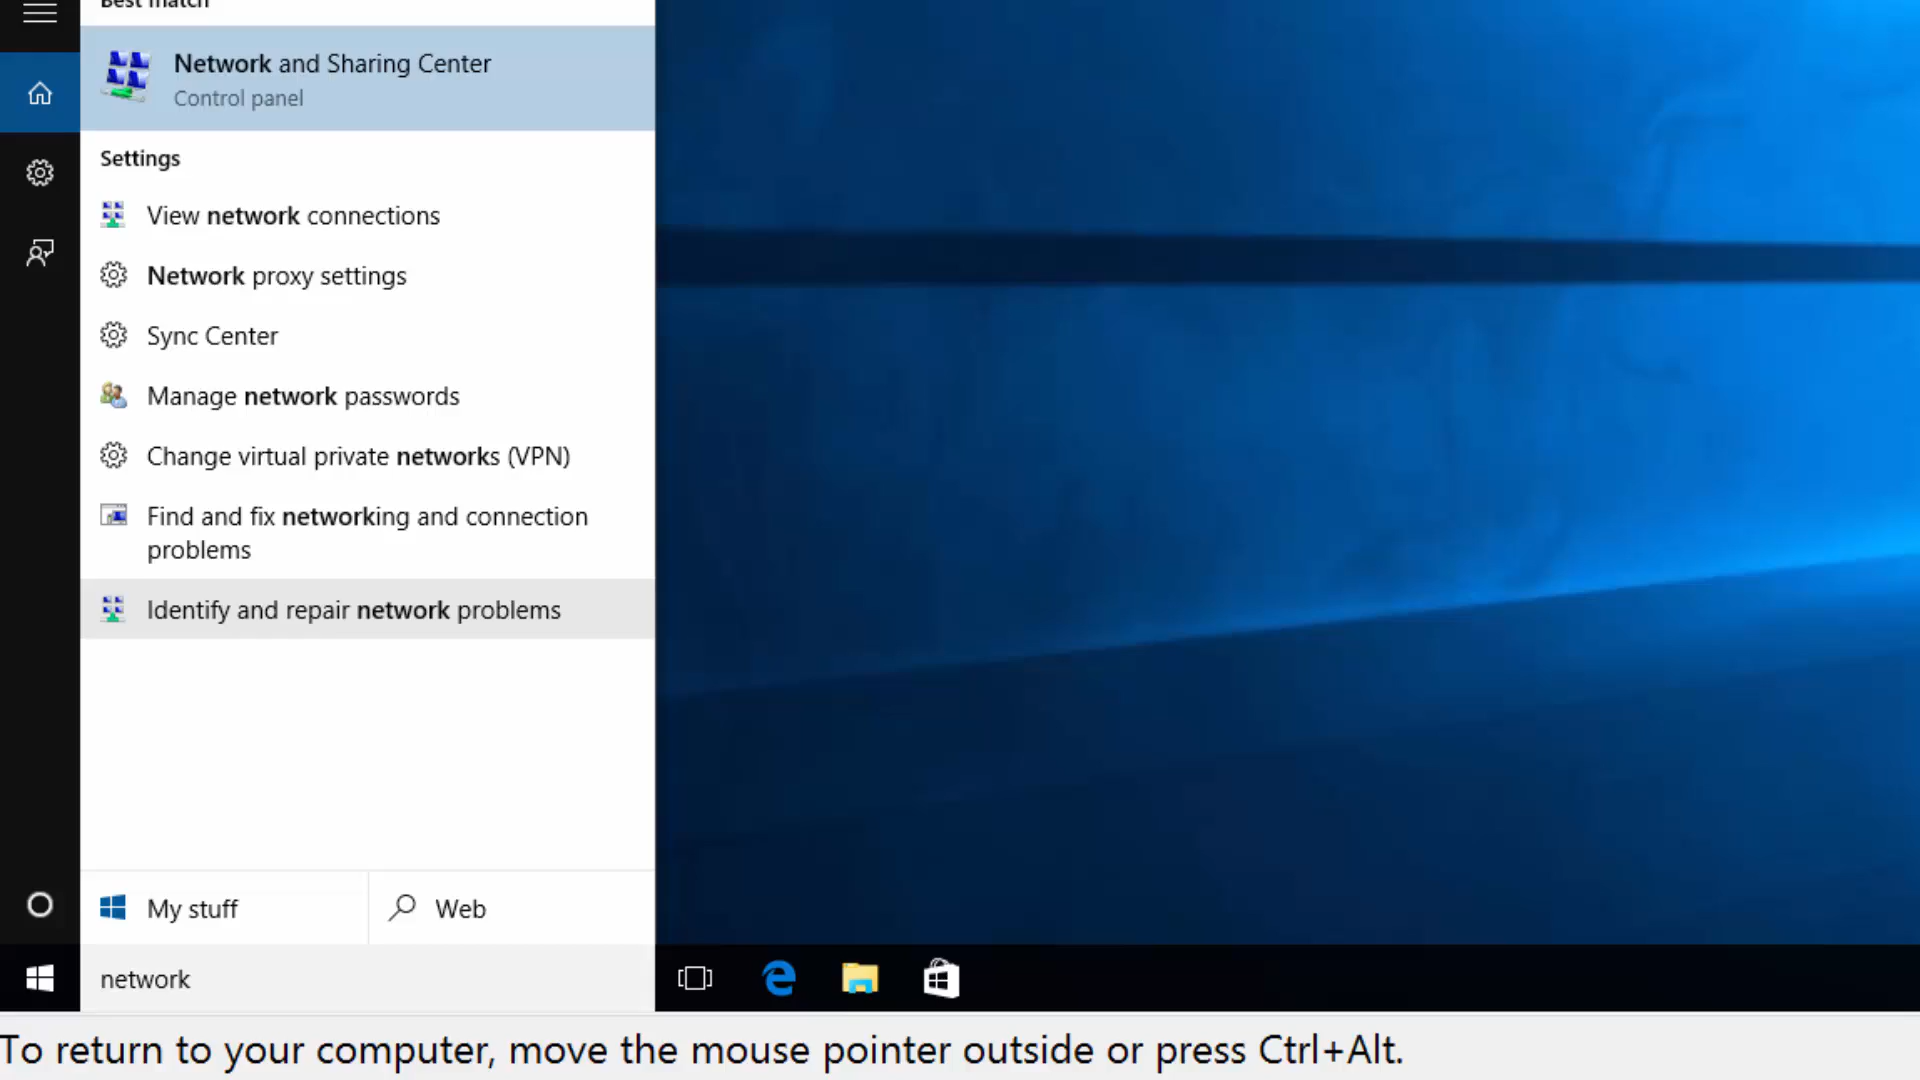 Best match
Network and Sharing Center
Control panel
Settings
View network connections
Network proxy settings
Sync Center
Manage network passwords
Change virtual private networks (VPN)
Find and fix networking and connection
problems
Identify and repair network problems
My stuff
Web
network
To return to your computer, move the mouse pointer outside or press Ctrl+Alt.